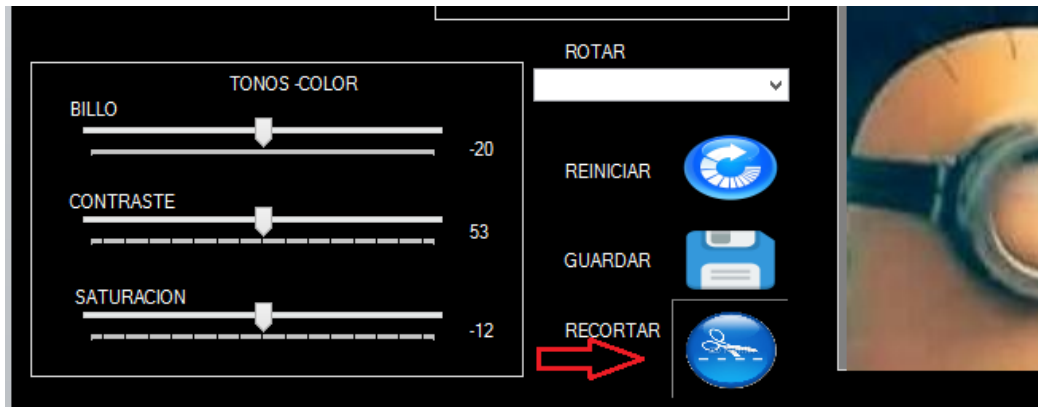 TONOS -COLOR
BILLO
-20
CONTRASTE
53
SATURACION
-12
ROTAR
REINICIAR
GUARDAR
RECORTAR